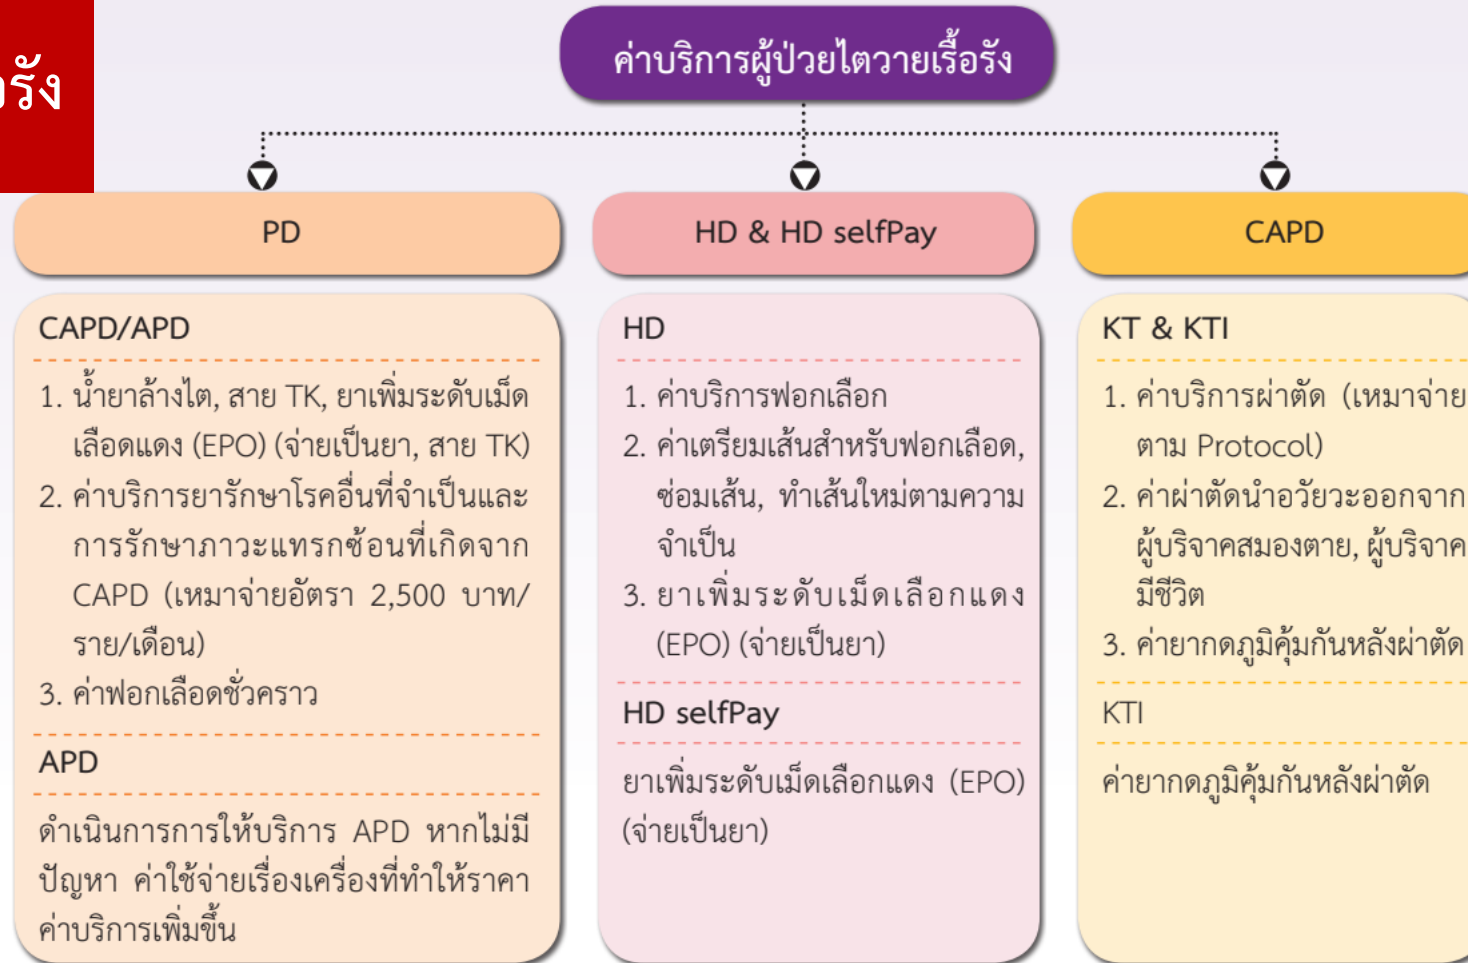 อรัง
ค่าบริการผู้ป่วยไตวายเรื้อรัง
PD
CAPD/APD
1. น้ำยาล้างไต, สาย TK, ยาเพิ่มระดับเม็ด
เลือดแดง (EPO) (จ่ายเป็นยา, สาย TK)
2. ค่าบริการยารักษาโรคอื่นที่จำเป็นและ
การรักษาภาวะแทรกซ้อนที่เกิดจาก
CAPD (เหมาจ่ายอัตรา 2,500 บาท/
ราย/เดือน)
3. ค่าฟอกเลือดชั่วคราว
APD
ดำเนินการการให้บริการ APD หากไม่มี
ปัญหา ค่าใช้จ่ายเรื่องเครื่องที่ทำให้ราคา
ค่าบริการเพิ่มขึ้น
HD & HD selfPay
HD
1. ค่าบริการฟอกเลือก
2. ค่าเตรียมเส้นสำหรับฟอกเลือด,
ซ่อมเส้น, ทำเส้นใหม่ตามความ
จำเป็น
3. ยาเพิ่มระดับเม็ดเลือกแดง
(EPO) (จ่ายเป็นยา)
HD selfPay
ยาเพิ่มระดับเม็ดเลือกแดง (EPO)
(จ่ายเป็นยา)
CAPD
KT & KTI
1. ค่าบริการผ่าตัด (เหมาจ่าย
ตาม Protocol)
2. ค่าผ่าตัดนำอวัยวะออกจาก
ผู้บริจาคสมองตาย, ผู้บริจาค
มีชีวิต
3. ค่ายากดภูมิคุ้มกันหลังผ่าตัด
KTI
ค่ายากดภูมิคุ้มกันหลังผ่าตัด